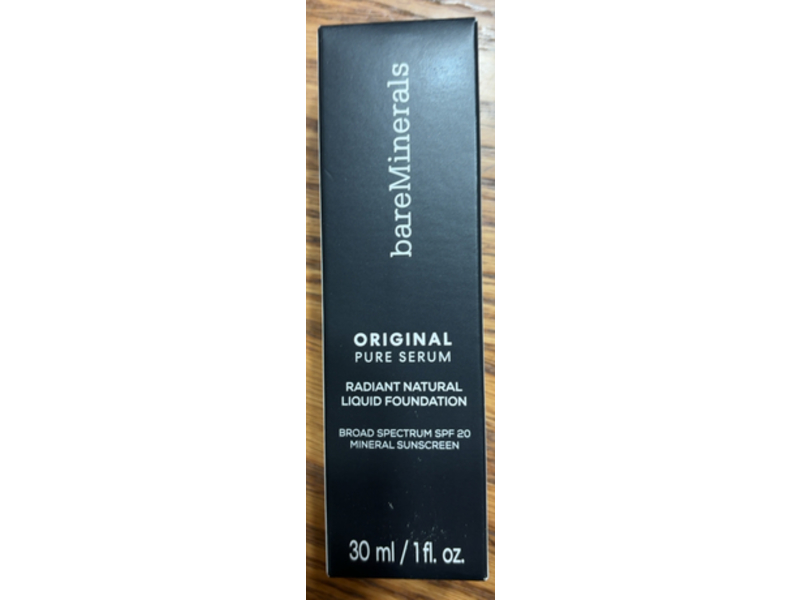 bareMinerals
ORIGINAL
PURE SERUM
RADIANT NATURAL
LIQUID FOUNDATION
BROAD SPECTRUM SPF 20
MINERAL SUNSCREEN
30 ml / 1 fl. oz.